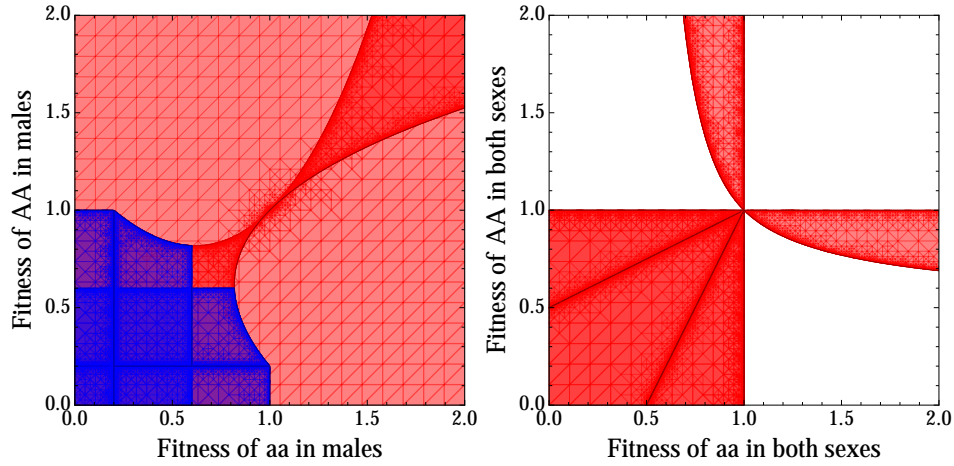 2.0
1.5
1.0
0.5
0.0
0.0 0.5 1.0 1.5 2.0
Fitness of AA in males
Fitness of aa in males
2.0
1.5
1.0
0.5
0.0
0.0 0.5 1.0 1.5 2.0
Fitness of AA in both sexes
Fitness of aa in both sexes